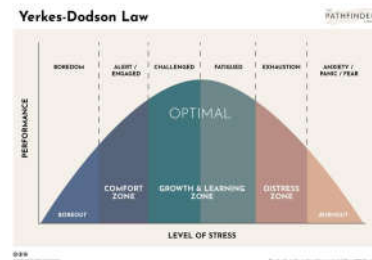 Yerkes-Dodson Law
THE
PATHFINDER
BOREDOM
ALERT /
ENGAGED
CHALLENGED
FATIGUED
EXHAUSTION
ANXIETY /
PANIC / FEAR
OPTIMAL
PERFORMANCE
COMFORT
ZONE
GROWTH & LEARNING
ZONE
DISTRESS
ZONE
BOREOUT
BURNOUT
LEVEL OF STRESS